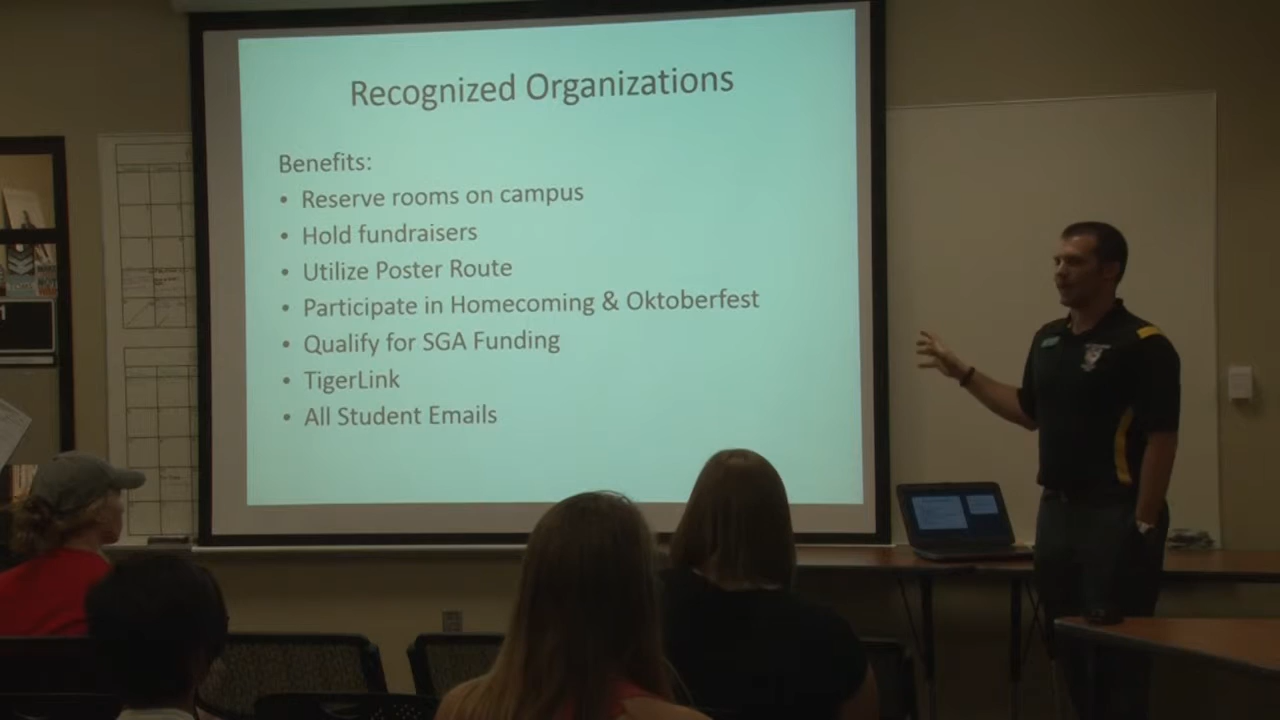 Recognized Organizations
Benefits:
• Reserve rooms on campus
• Hold fundraisers
• Utilize Poster Route
• Participate in Homecoming & Oktoberfest
• Qualify for SGA Funding
• TigerLink
• All Student Emails